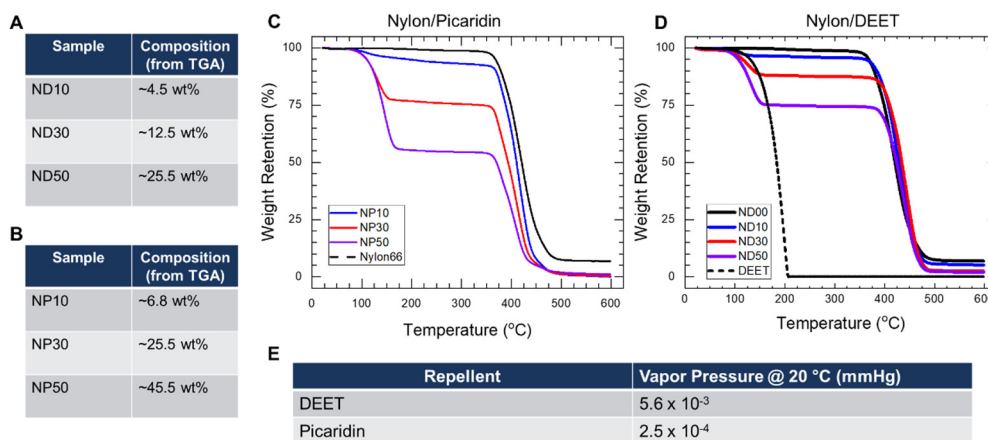 A
Sample Composition (from TGA)
ND10 ~4.5 wt%
ND30 ~12.5 wt%
ND50 ~25.5 wt%
B
Sample Composition (from TGA)
NP10 ~6.8 wt%
NP30 ~25.5 wt%
NP50 ~45.5 wt%
C
Nylon/Picaridin
Weight Retention (%)
100
75
50
25
0
NP10
NP30
NP50
Nylon66
0 100 200 300 400 500 600
Temperature (°C)
D
Nylon/DEET
Weight Retention (%)
100
75
50
25
0
ND00
ND10
ND30
ND50
DEET
0 100 200 300 400 500 600
Temperature (°C)
E
Repellent Vapor Pressure @ 20 °C (mmHg)
DEET 5.6 x 10⁻³
Picaridin 2.5 x 10⁻⁴